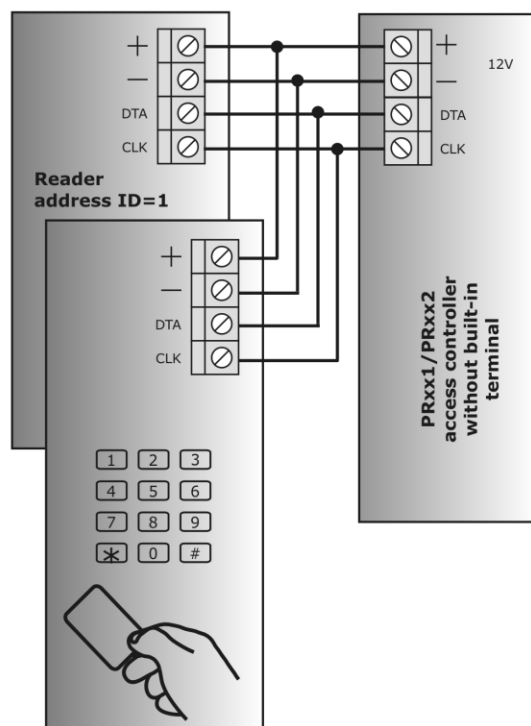 +
—
DTA
CLK
Reader
address ID=1
+
—
12V
DTA
CLK
PRxx1/PRxx2
access controller
without built-in
terminal
+
—
DTA
CLK
1 2 3
4 5 6
7 8 9
* 0 #